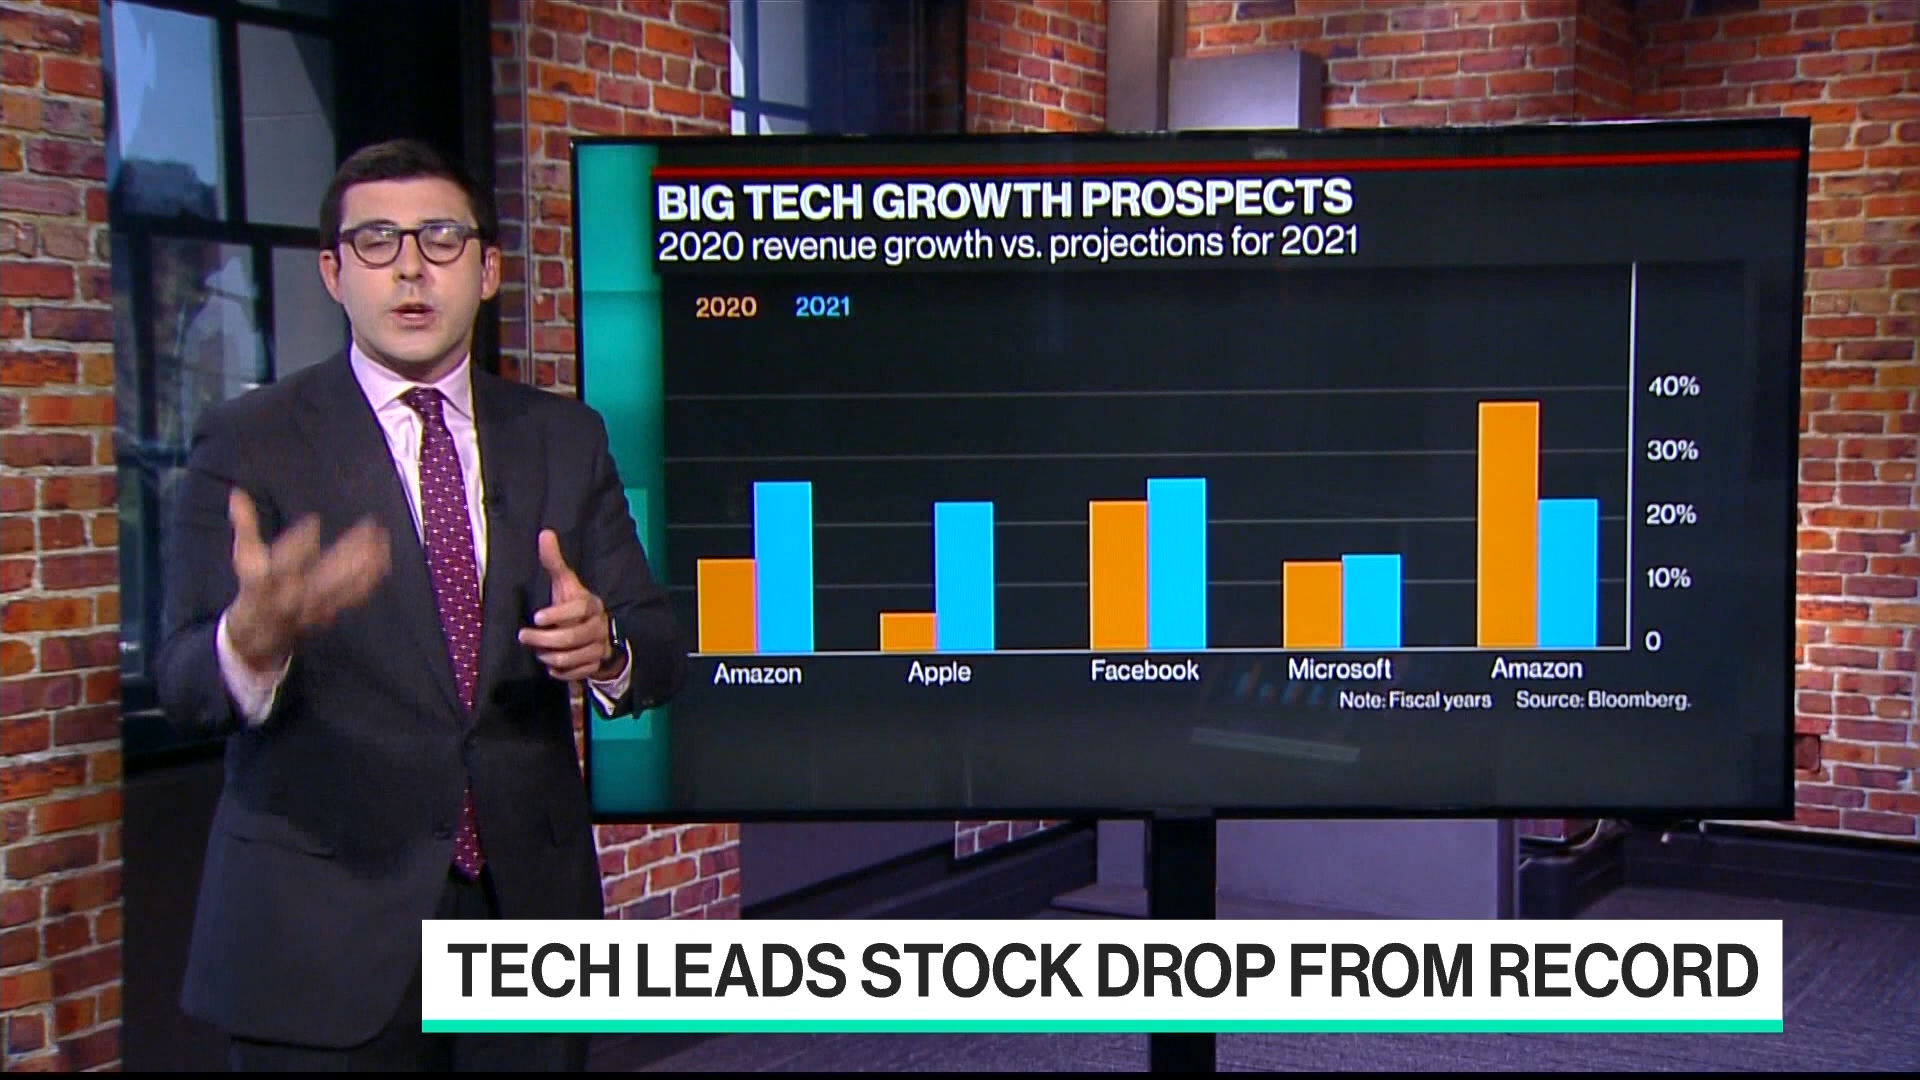 BIG TECH GROWTH PROSPECTS
2020 revenue growth vs. projections for 2021
2020 2021
40%
30%
20%
10%
0
Amazon Apple Facebook Microsoft Amazon
Note: Fiscal years Source: Bloomberg.
TECH LEADS STOCK DROP FROM RECORD